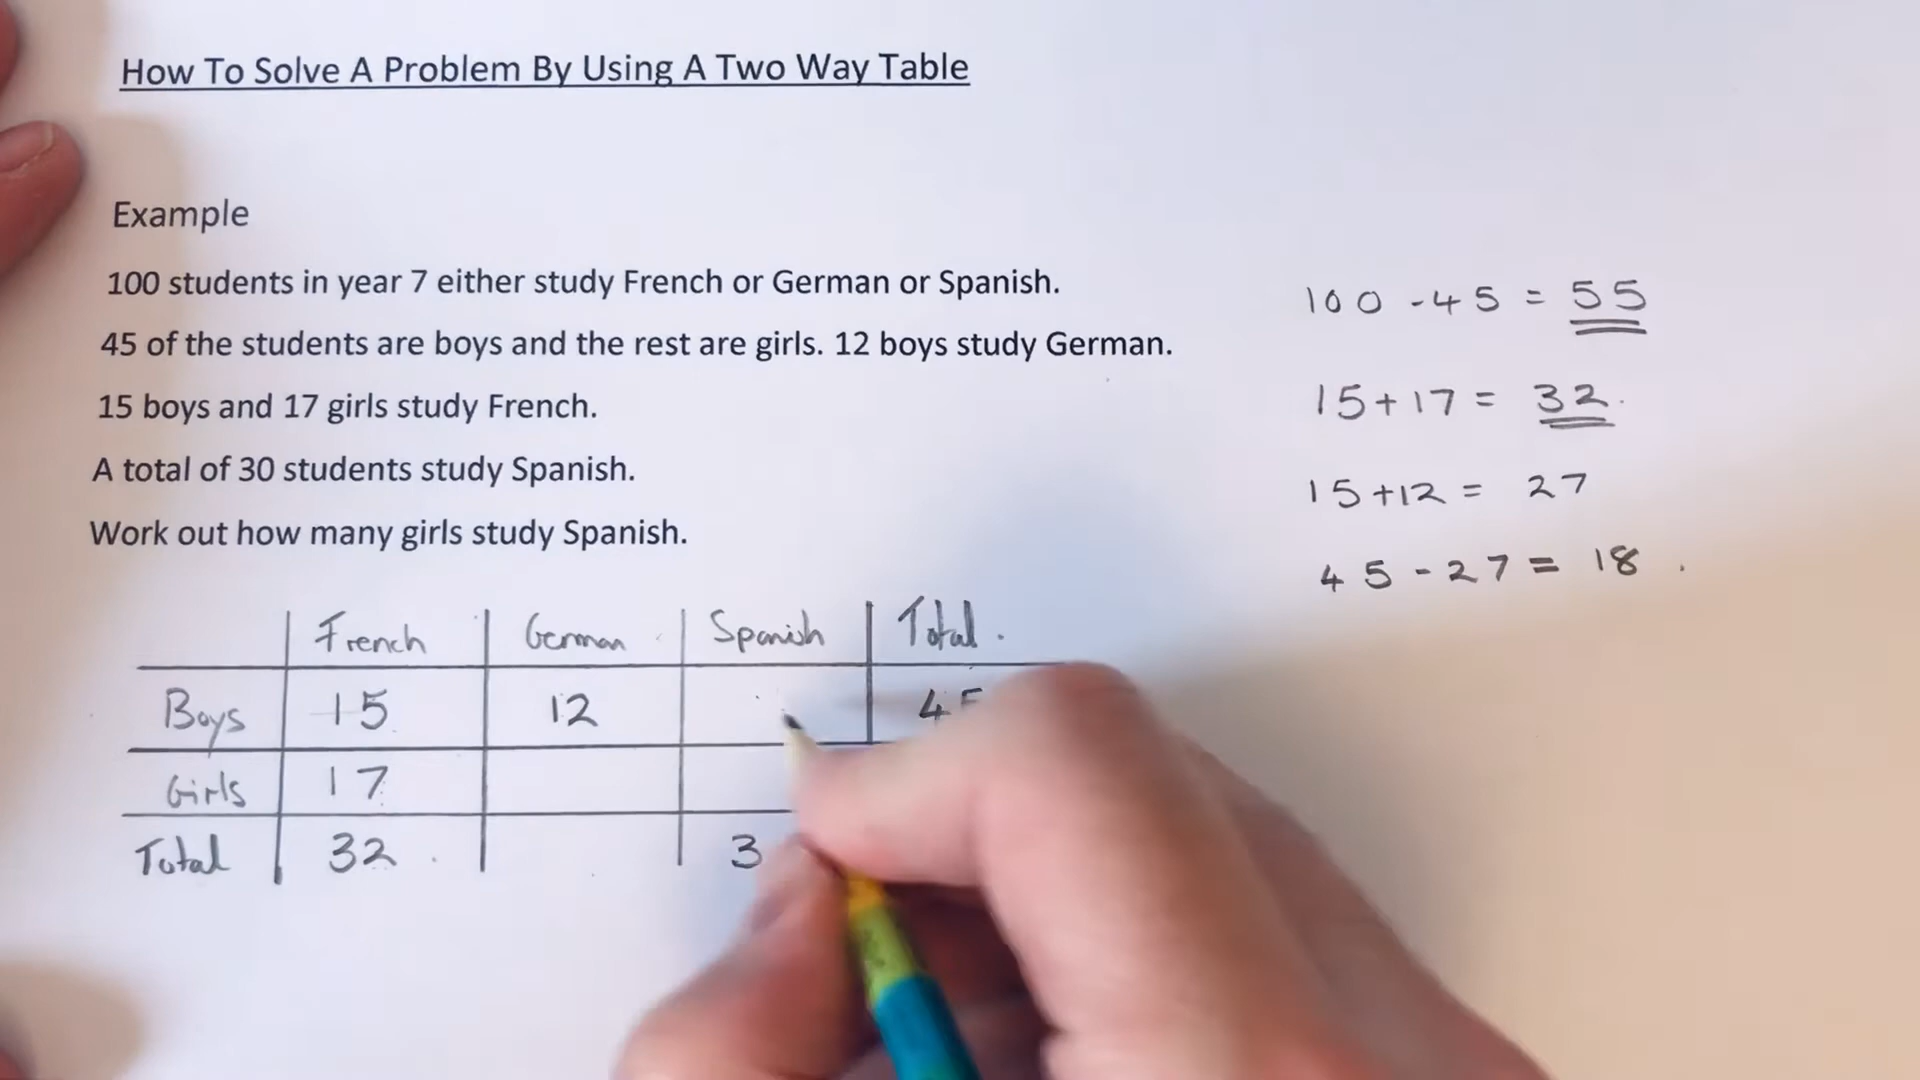 How To Solve A Problem By Using A Two Way Table
Example
100 students in year 7 either study French or German or Spanish.
45 of the students are boys and the rest are girls. 12 boys study German.
15 boys and 17 girls study French.
A total of 30 students study Spanish.
Work out how many girls study Spanish.
100 - 45 = 55
15 + 17 = 32
15 + 12 = 27
45 - 27 = 18
French German Spanish Total
Boys 15 12 45
Girls 17
Total 32 3